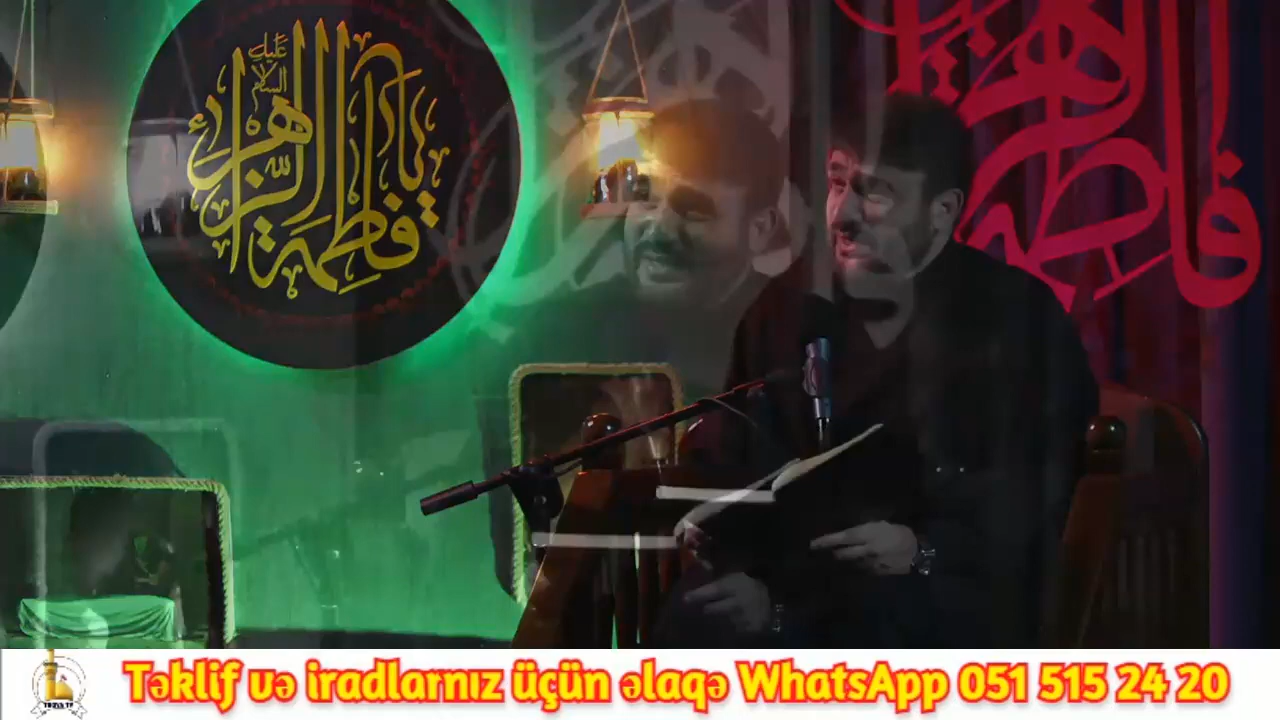 عليها السلام
يا فاطمة الزهراء
فاطمة
Təklif və iradlarnız üçün əlaqə WhatsApp 051 515 24 20